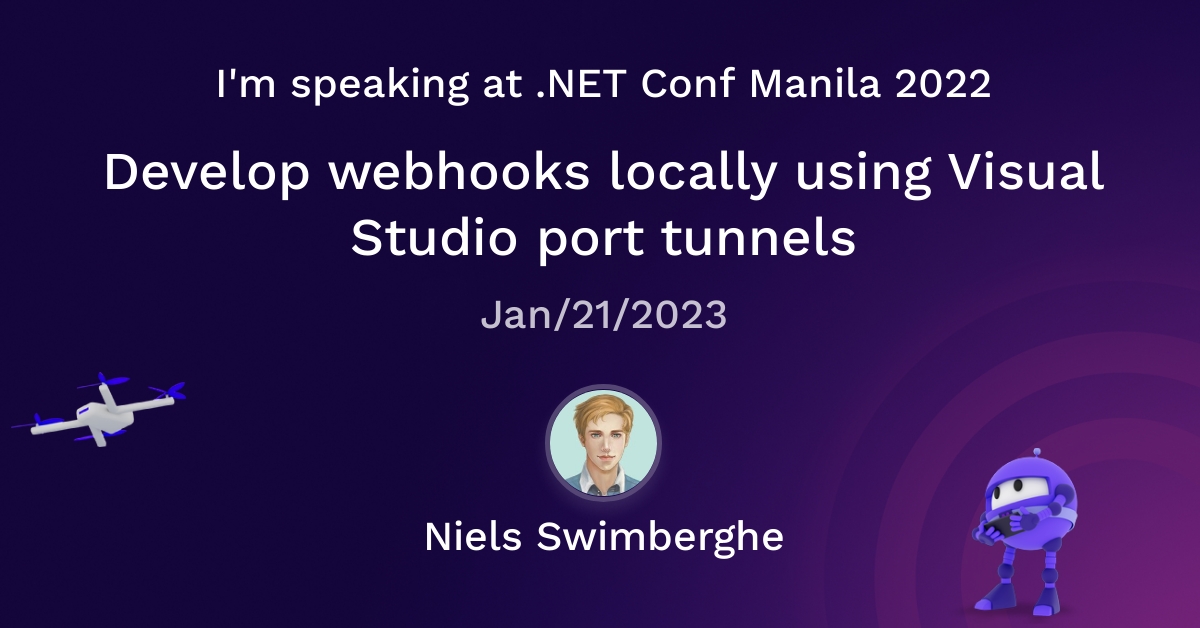 I'm speaking at .NET Conf Manila 2022
Develop webhooks locally using Visual
Studio port tunnels
Jan/21/2023
Niels Swimberghe